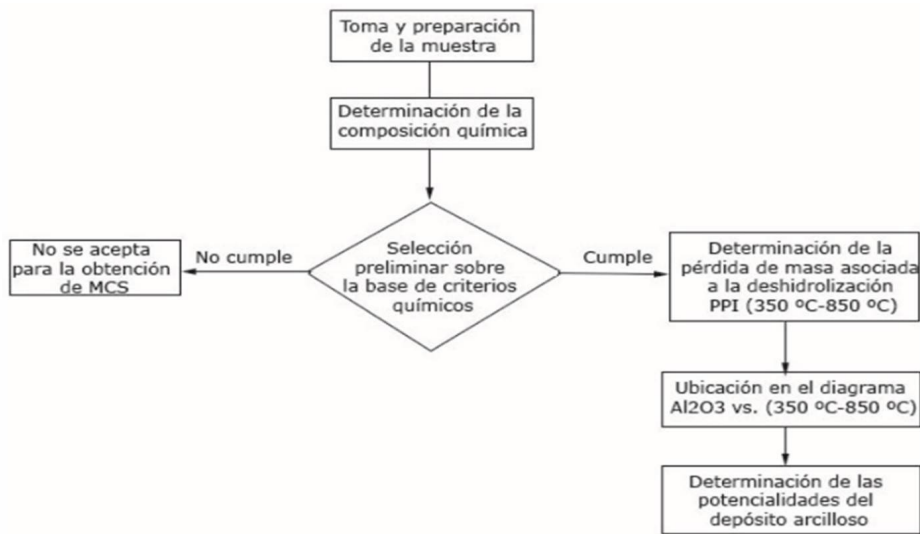 Toma y preparación
de la muestra
Determinación de la
composición química
Selección
preliminar sobre
la base de criterios
químicos
No cumple
No se acepta
para la obtención
de MCS
Cumple
Determinación de la
pérdida de masa asociada
a la deshidrolización
PPI (350 ºC-850 ºC)
Ubicación en el diagrama
Al2O3 vs. (350 ºC-850 ºC)
Determinación de las
potencialidades del
depósito arcilloso